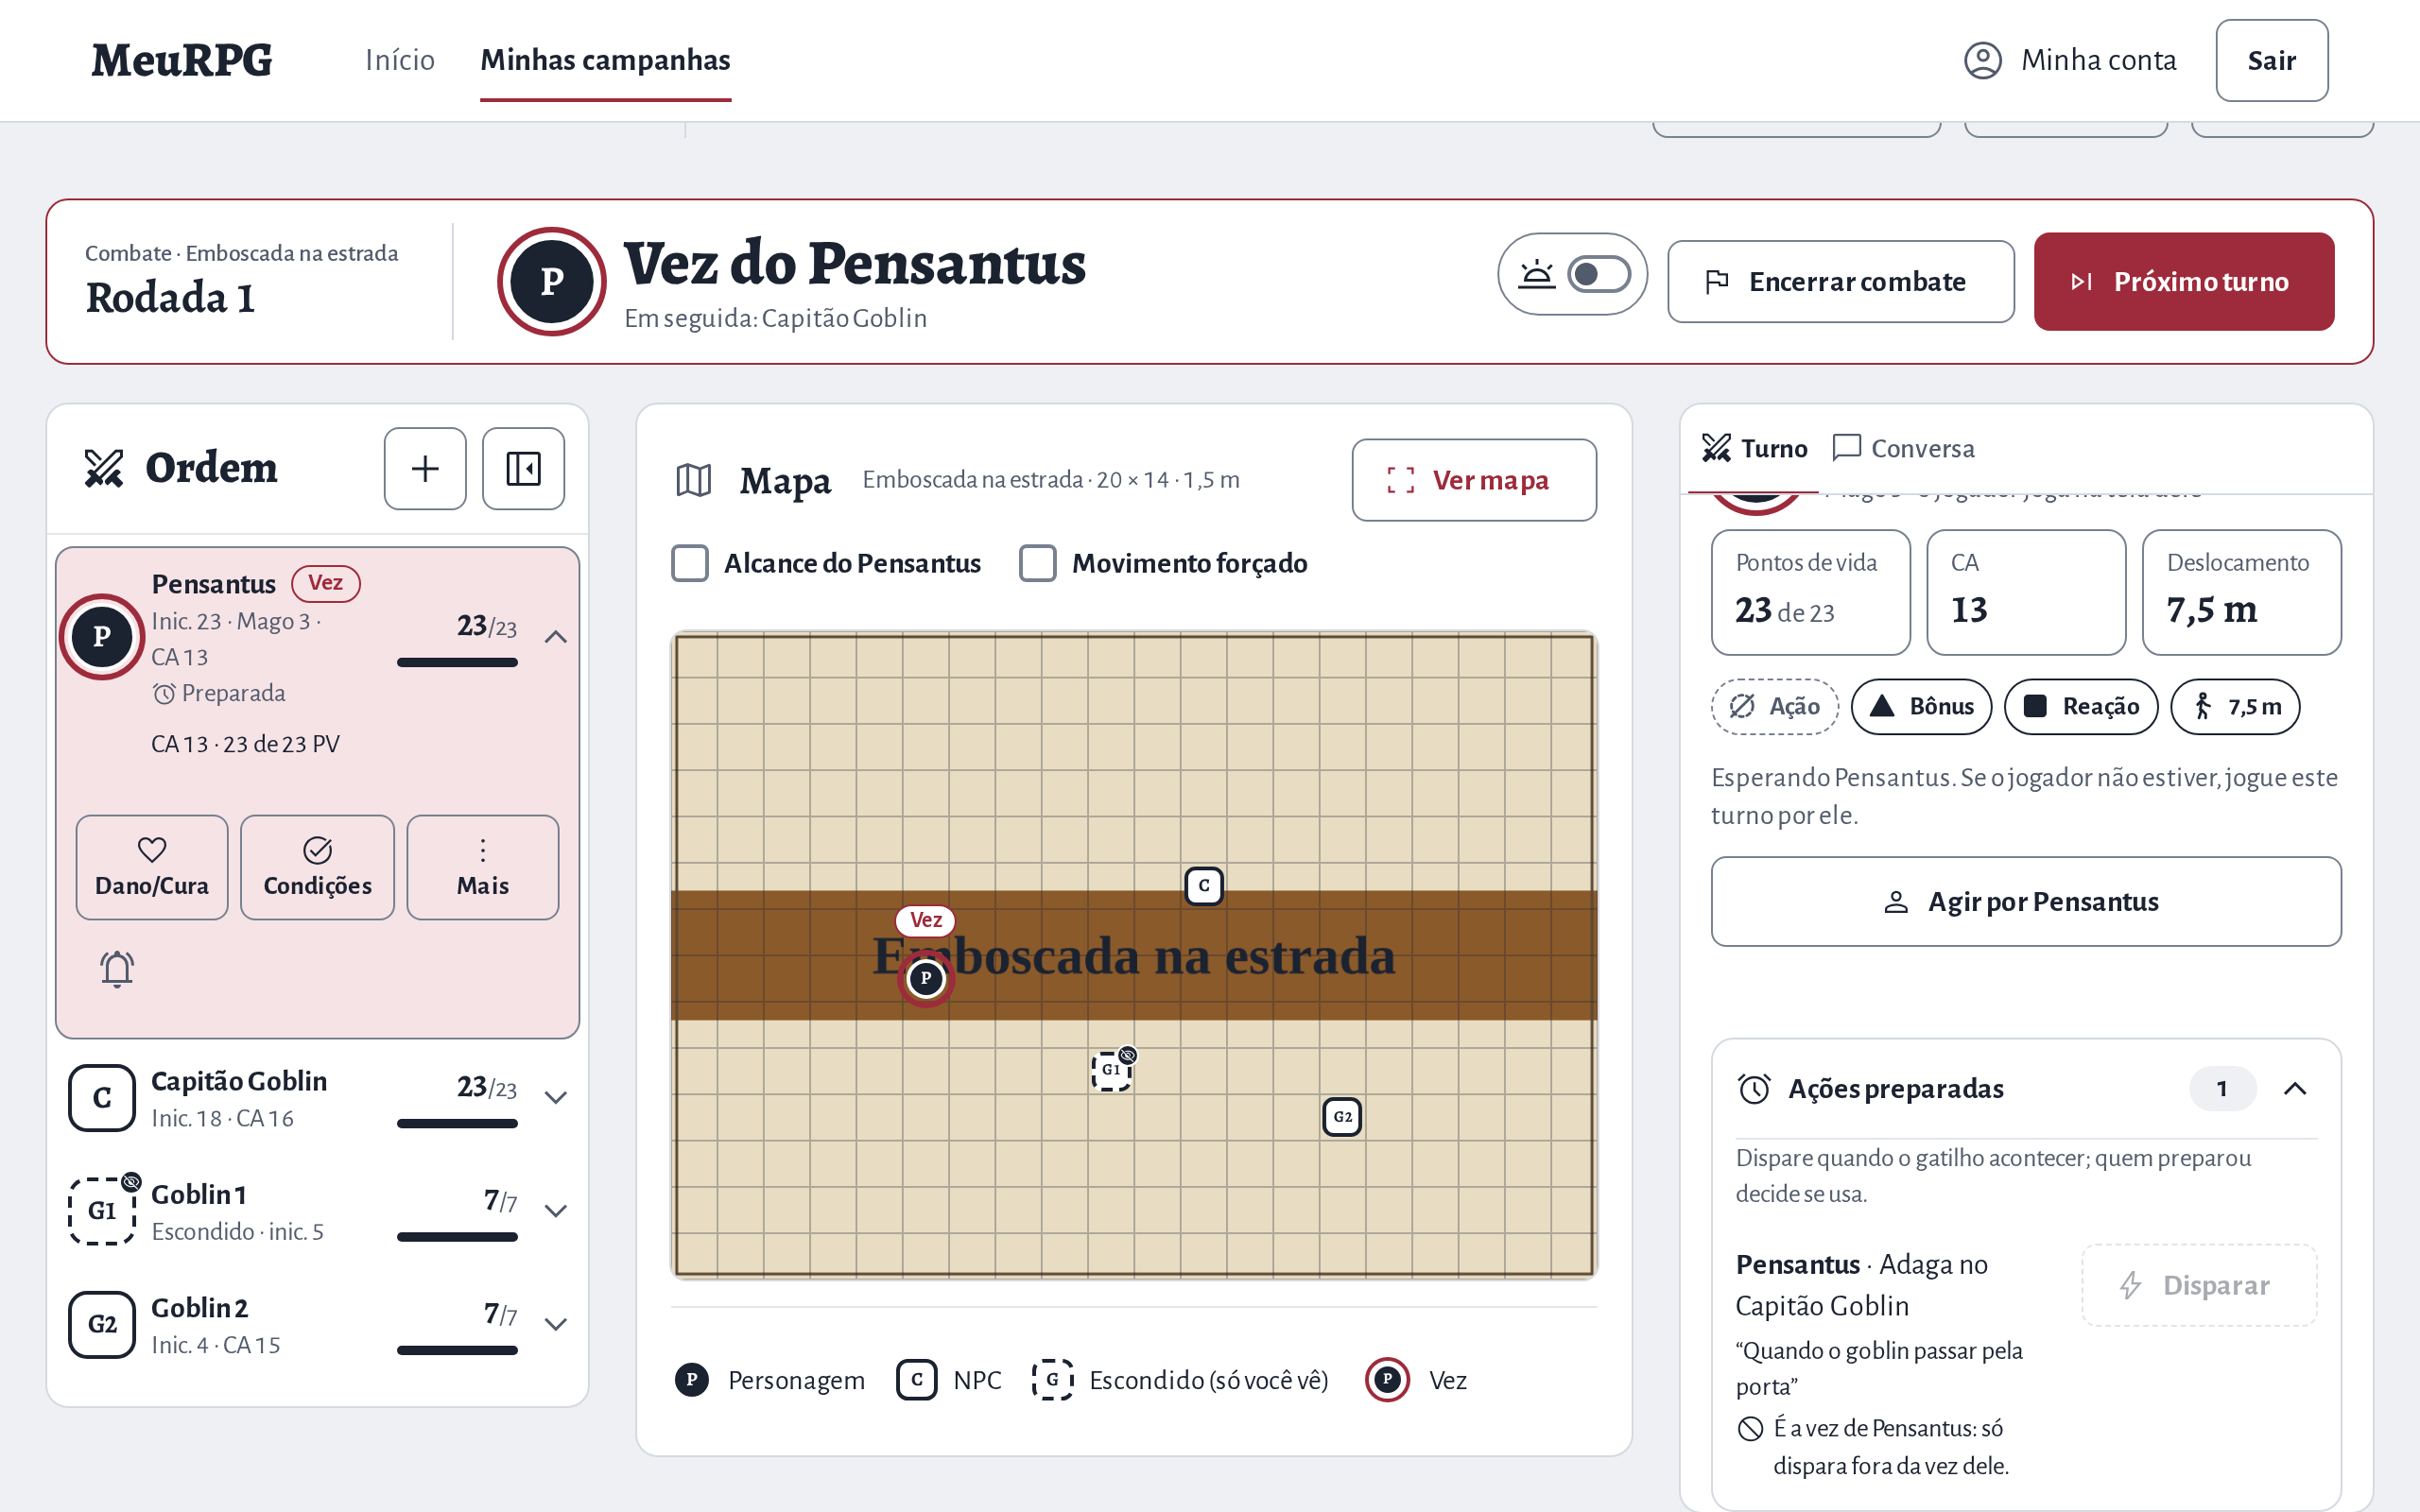 MeuRPG
Início
Minhas campanhas
Minha conta
Sair
Combate · Emboscada na estrada
Rodada 1
P
Vez do Pensantus
Em seguida: Capitão Goblin
Encerrar combate
Próximo turno
Ordem
P
Pensantus
Vez
Inic. 23 · Mago 3 ·
CA 13
Preparada
23/23
CA 13 · 23 de 23 PV
Dano/Cura
Condições
Mais
C
Capitão Goblin
Inic. 18 · CA 16
23/23
G1
Goblin 1
Escondido · inic. 5
7/7
G2
Goblin 2
Inic. 4 · CA 15
7/7
Mapa
Emboscada na estrada · 20 × 14 · 1,5 m
Ver mapa
Alcance do Pensantus
Movimento forçado
C
Vez
Emboscada na estrada
P
G1
G2
P
Personagem
C
NPC
G
Escondido (só você vê)
P
Vez
Turno
Conversa
Pontos de vida
23 de 23
CA
13
Deslocamento
7,5 m
Ação
Bônus
Reação
7,5 m
Esperando Pensantus. Se o jogador não estiver, jogue este
turno por ele.
Agir por Pensantus
Ações preparadas
1
Dispare quando o gatilho acontecer; quem preparou
decide se usa.
Pensantus · Adaga no
Capitão Goblin
Disparar
“Quando o goblin passar pela
porta”
É a vez de Pensantus: só
dispara fora da vez dele.